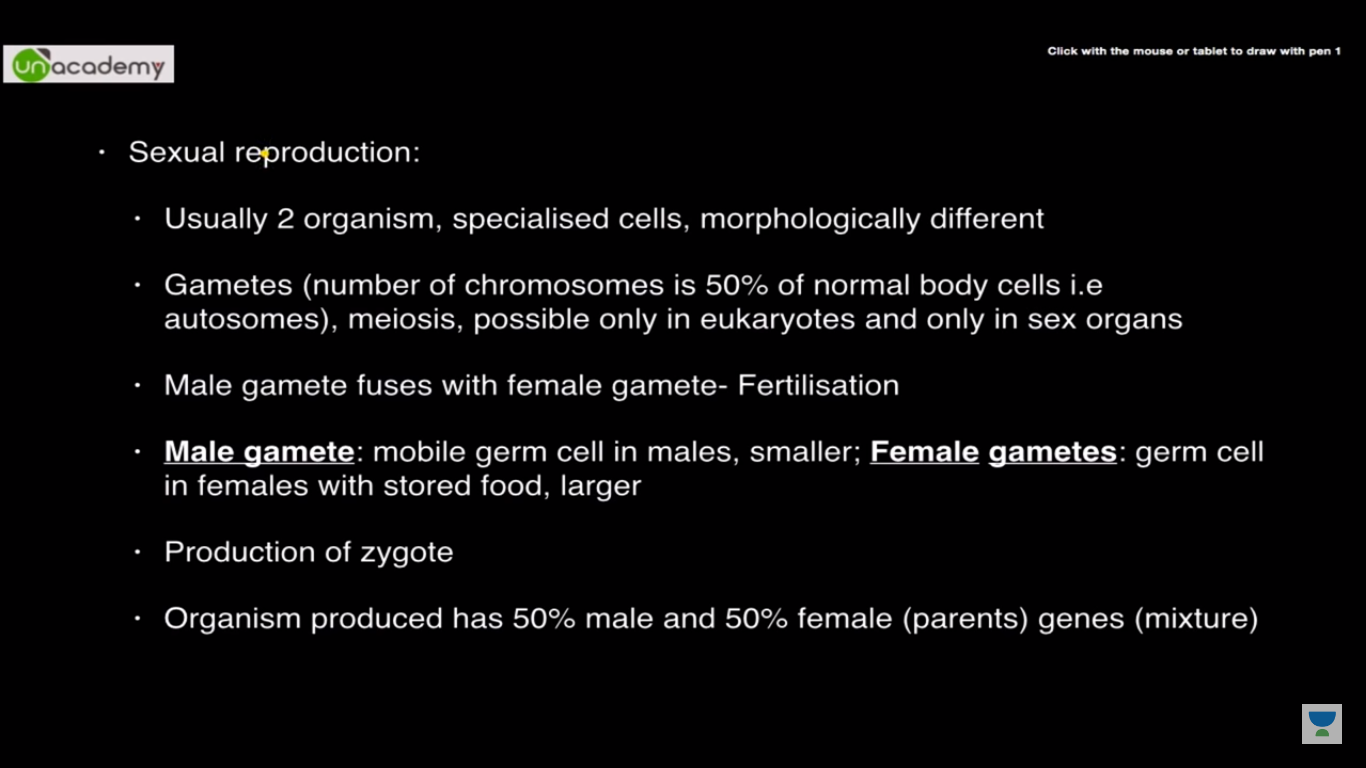 unacademy
Click with the mouse or tablet to draw with pen 1
• Sexual reproduction:
• Usually 2 organism, specialised cells, morphologically different
• Gametes (number of chromosomes is 50% of normal body cells i.e
autosomes), meiosis, possible only in eukaryotes and only in sex organs
• Male gamete fuses with female gamete- Fertilisation
• Male gamete: mobile germ cell in males, smaller; Female gametes: germ cell
in females with stored food, larger
• Production of zygote
• Organism produced has 50% male and 50% female (parents) genes (mixture)